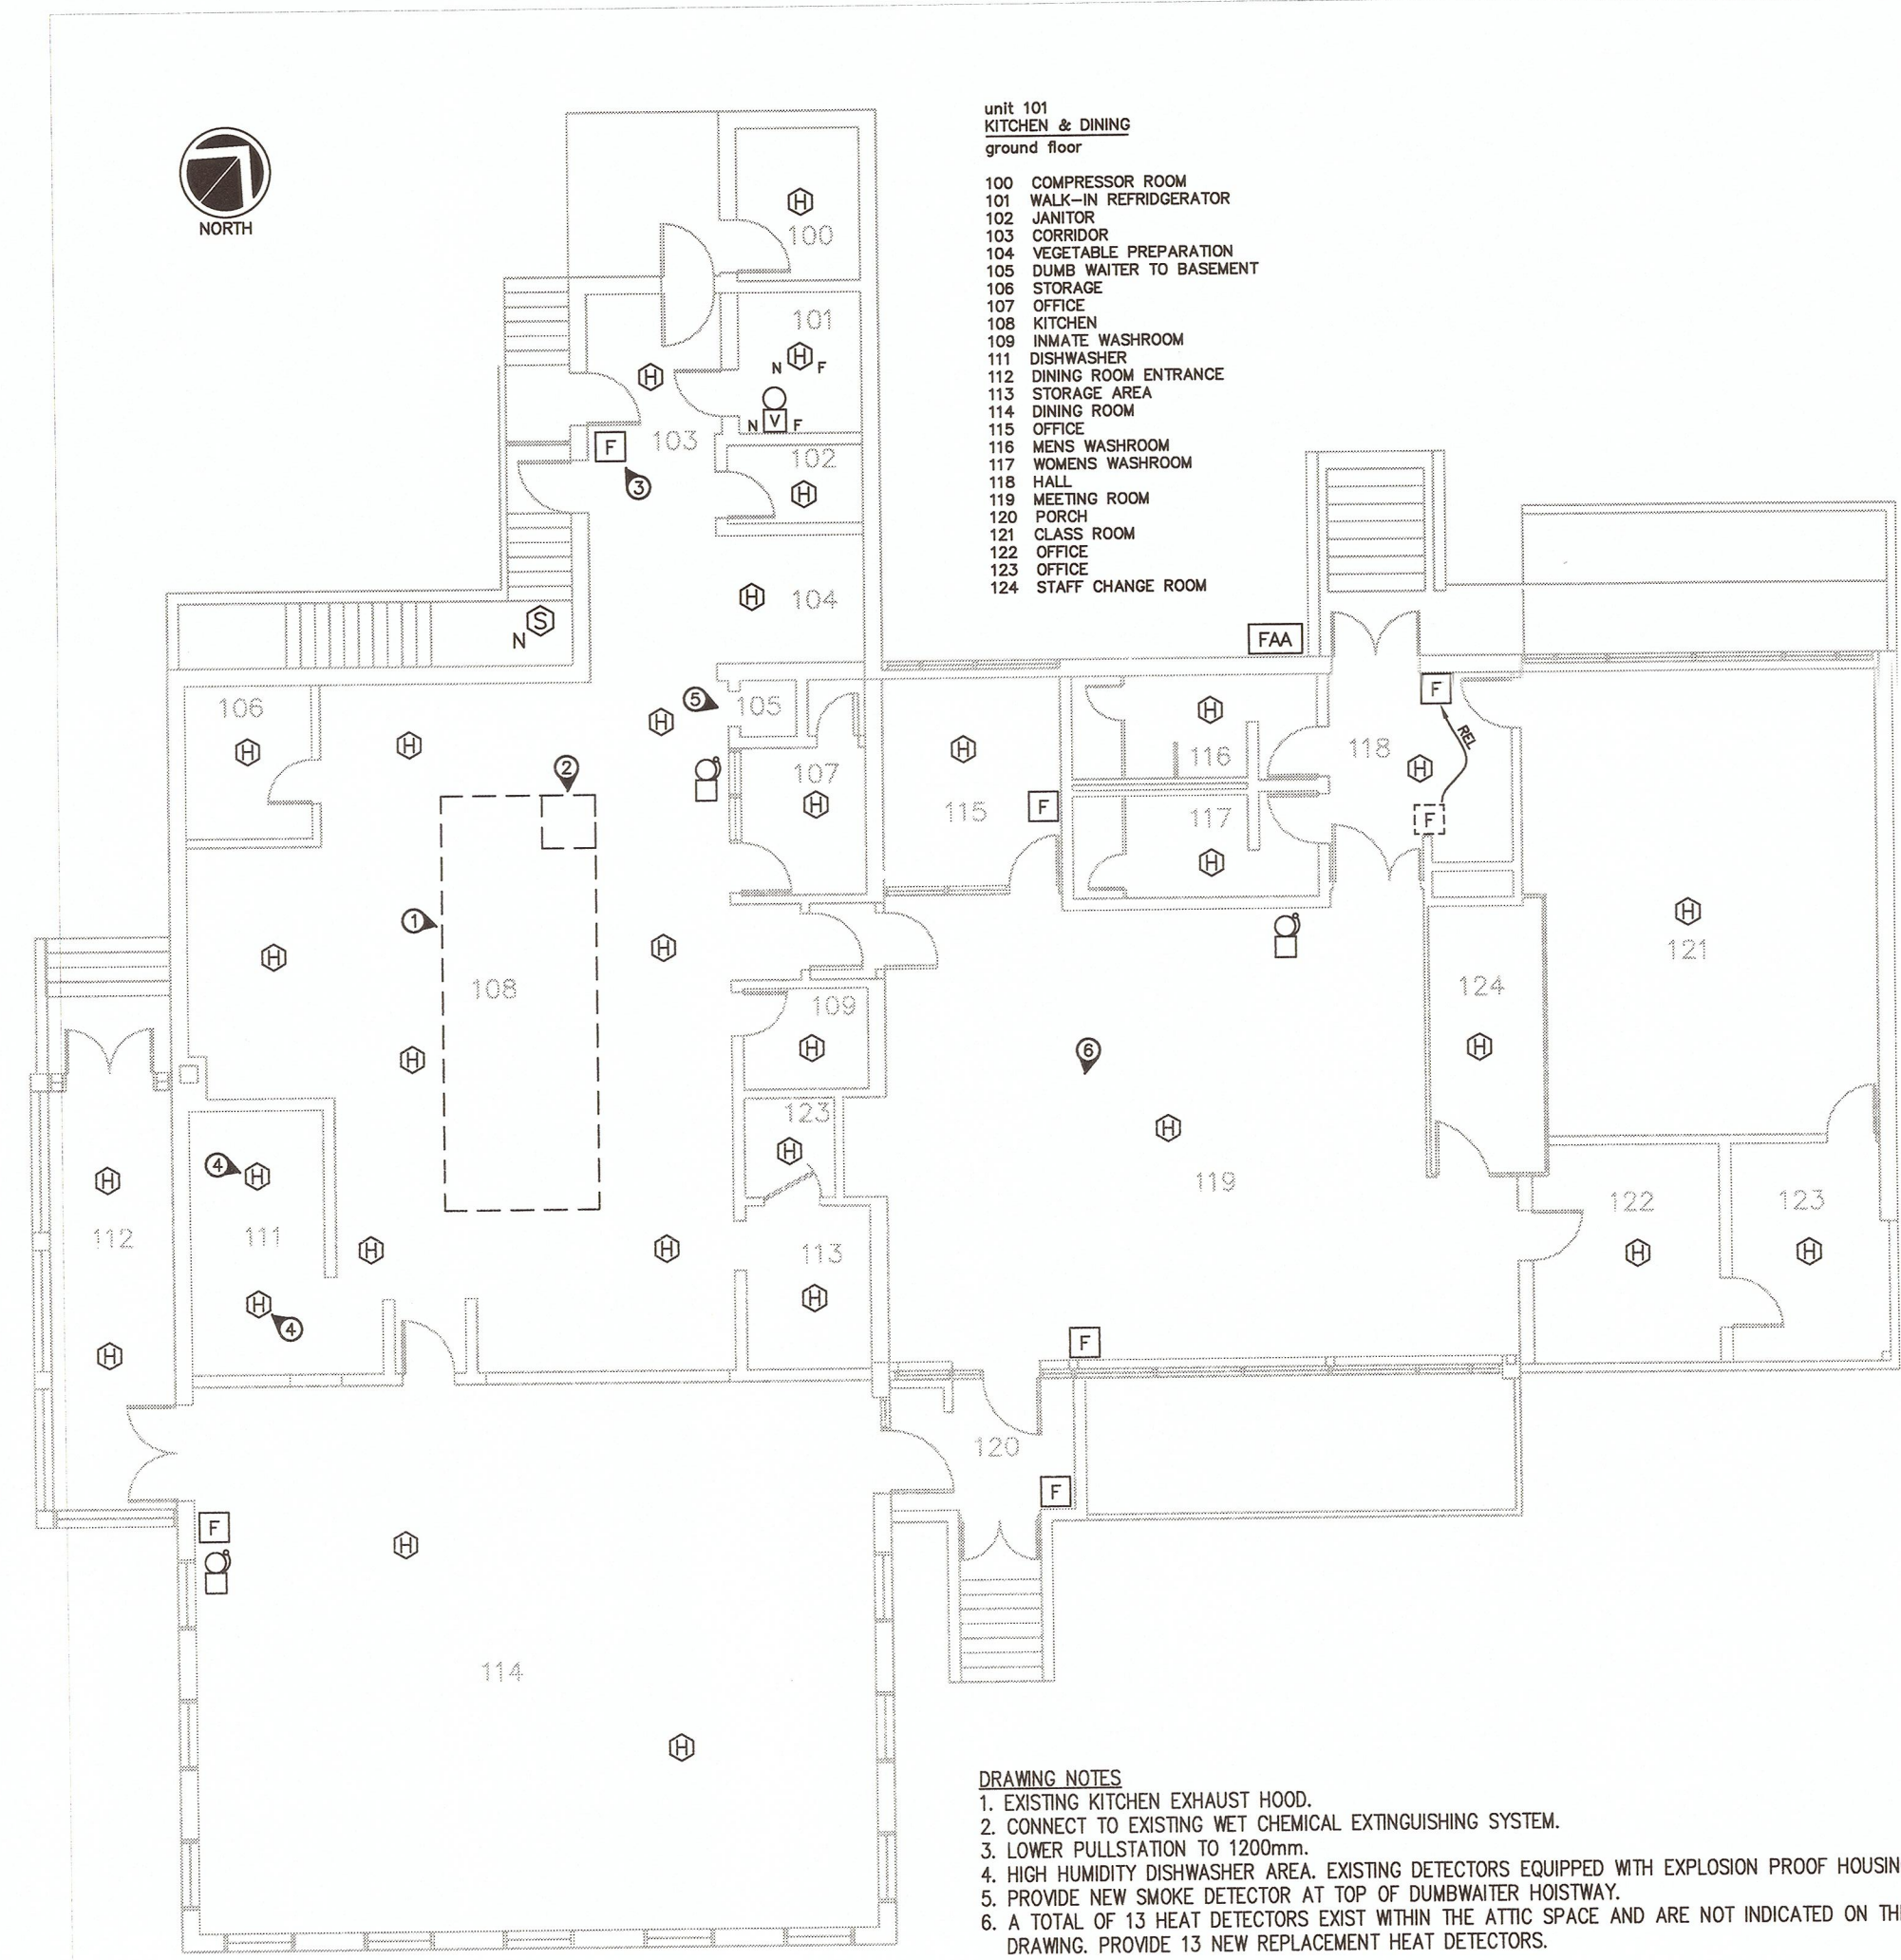 unit 101
KITCHEN & DINING
ground floor
100 COMPRESSOR ROOM
101 WALK-IN REFRIDGERATOR
102 JANITOR
103 CORRIDOR
104 VEGETABLE PREPARATION
105 DUMB WAITER TO BASEMENT
106 STORAGE
107 OFFICE
108 KITCHEN
109 INMATE WASHROOM
111 DISHWASHER
112 DINING ROOM ENTRANCE
113 STORAGE AREA
114 DINING ROOM
115 OFFICE
116 MENS WASHROOM
117 WOMENS WASHROOM
118 HALL
119 MEETING ROOM
120 PORCH
121 CLASS ROOM
122 OFFICE
123 OFFICE
124 STAFF CHANGE ROOM
NORTH
H
100
101
N H F
H
V
N F
F
103
3
102
H
H 104
S
N
FAA
106
H
H
H
5
105
2
107
H
H
115
F
H
116
117
H
F
REL
118
H
F
1
H
108
H
109
H
H
6
124
H
H
121
123
H
H
119
4 H
H
112
111
H
H
113
122
H
123
H
H
4
H
H
F
120
F
F
H
114
H
DRAWING NOTES
1. EXISTING KITCHEN EXHAUST HOOD.
2. CONNECT TO EXISTING WET CHEMICAL EXTINGUISHING SYSTEM.
3. LOWER PULLSTATION TO 1200mm.
4. HIGH HUMIDITY DISHWASHER AREA. EXISTING DETECTORS EQUIPPED WITH EXPLOSION PROOF HOUSIN
5. PROVIDE NEW SMOKE DETECTOR AT TOP OF DUMBWAITER HOISTWAY.
6. A TOTAL OF 13 HEAT DETECTORS EXIST WITHIN THE ATTIC SPACE AND ARE NOT INDICATED ON TH
DRAWING. PROVIDE 13 NEW REPLACEMENT HEAT DETECTORS.